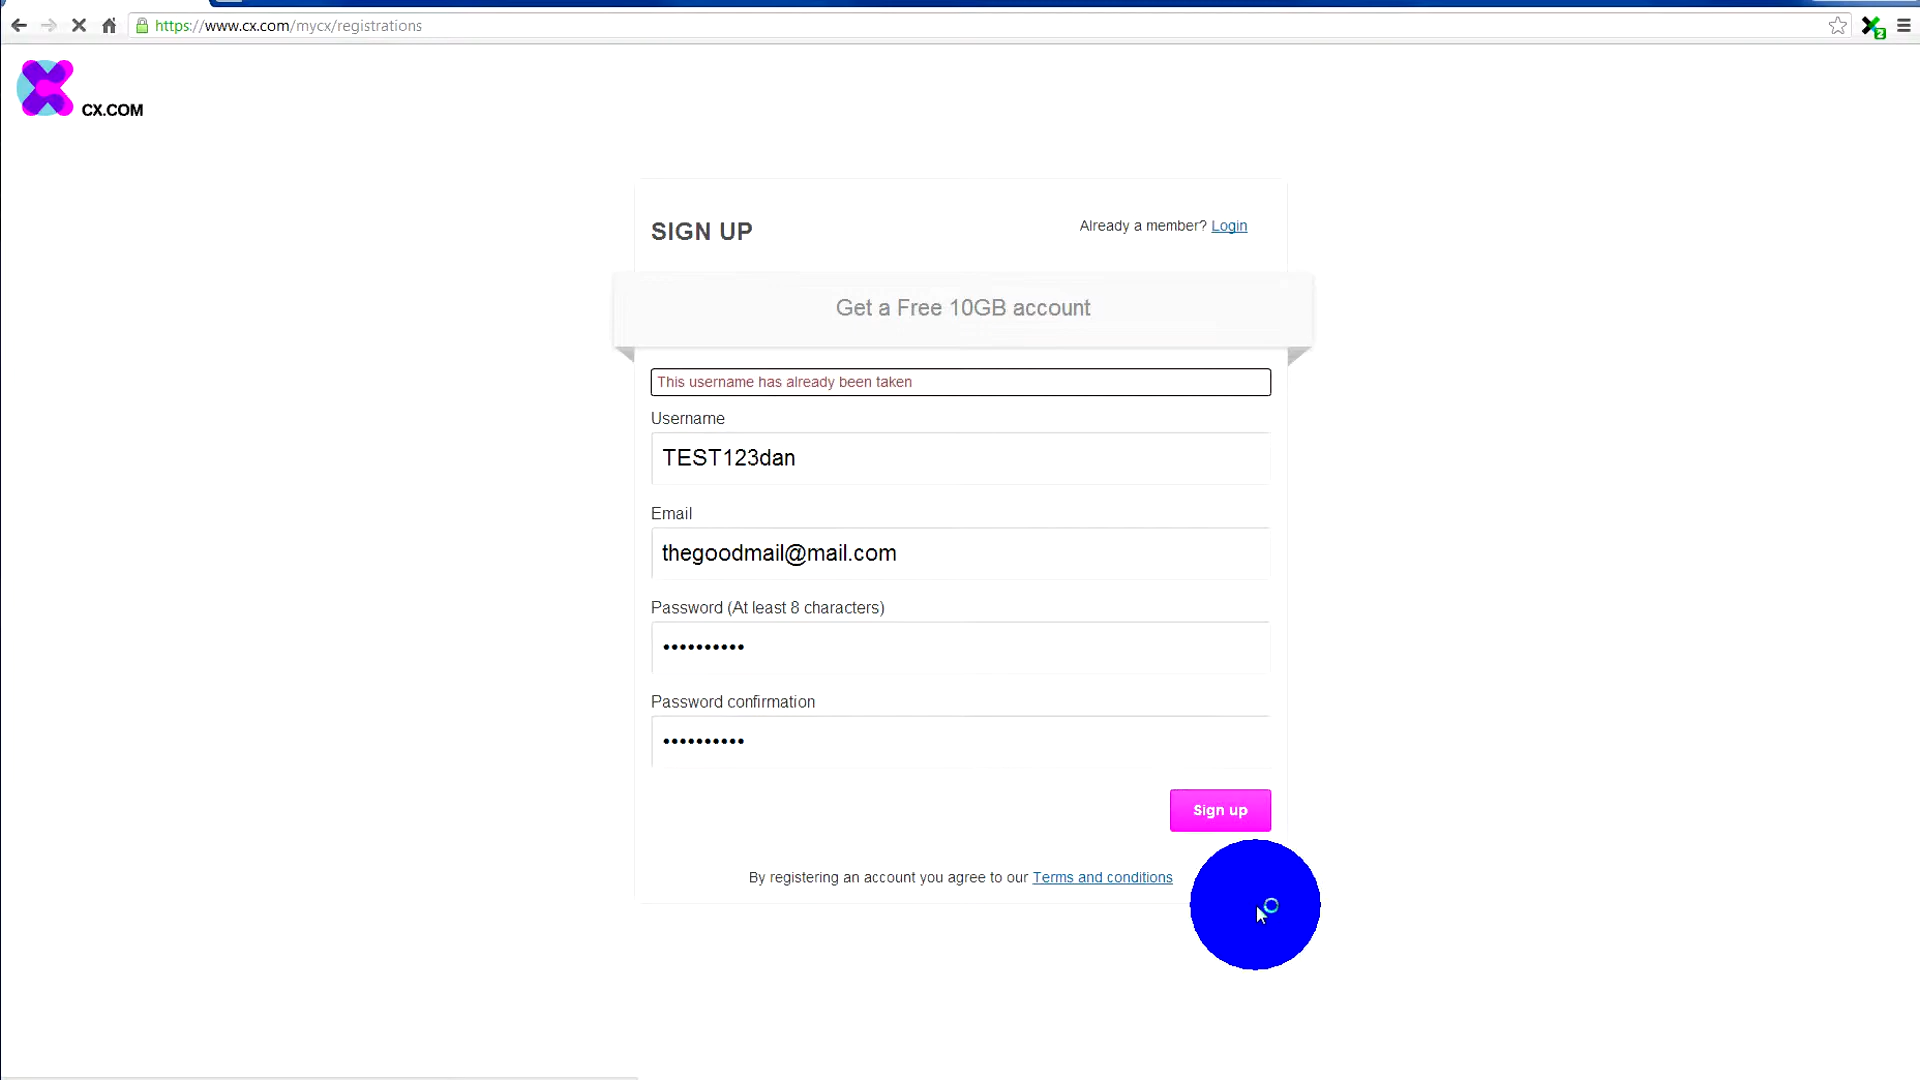 https://www.cx.com/mycx/registrations
2
CX.COM
SIGN UP
Already a member? Login
Get a Free 10GB account
This username has already been taken
Username
TEST123dan
Email
thegoodmail@mail.com
Password (At least 8 characters)
••••••••••
Password confirmation
••••••••••
Sign up
By registering an account you agree to our Terms and conditions